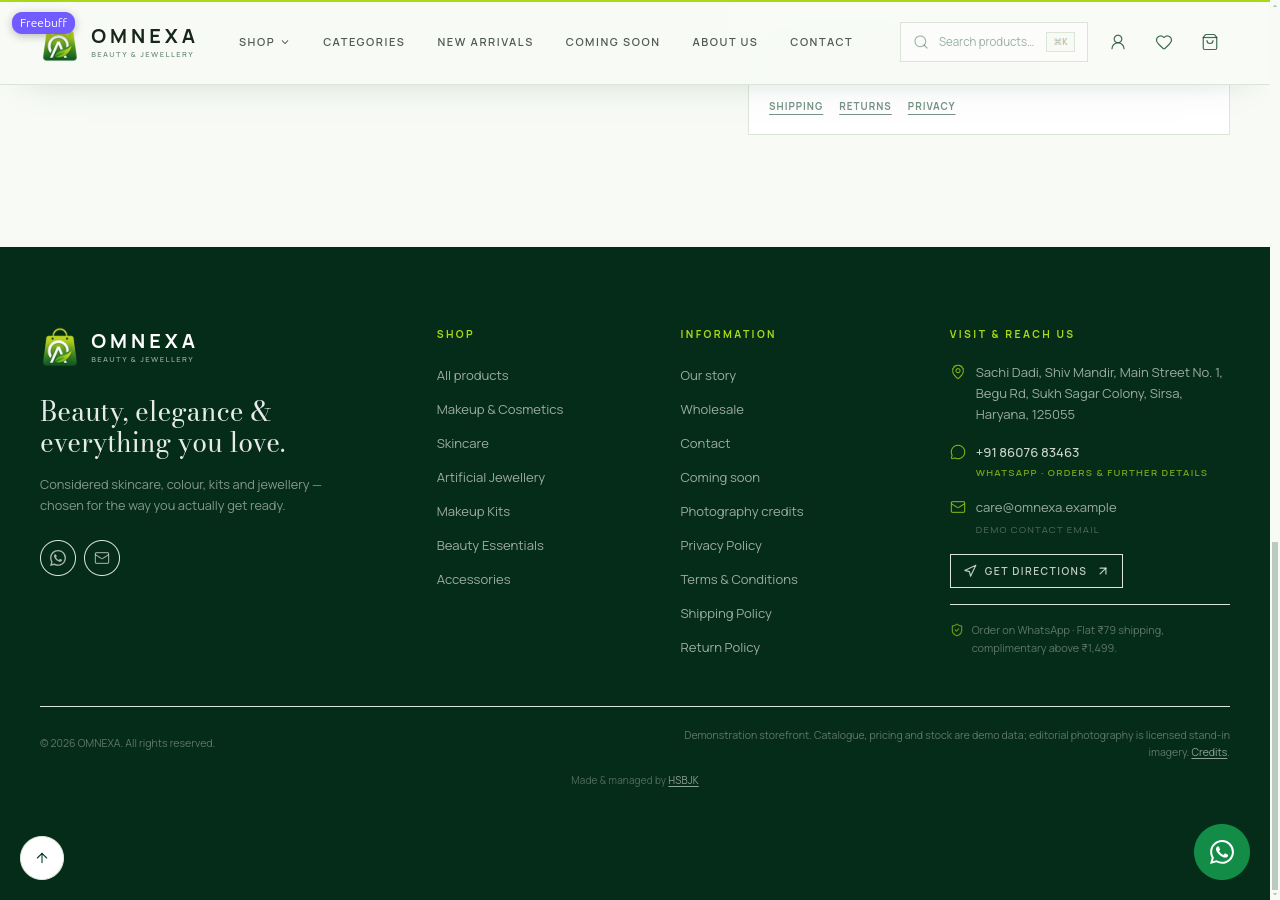 Freebuff
OMNEXA
BEAUTY & JEWELLERY
SHOP
CATEGORIES
NEW ARRIVALS
COMING SOON
ABOUT US
CONTACT
Search products...
⌘K
SHIPPING
RETURNS
PRIVACY
OMNEXA
BEAUTY & JEWELLERY
Beauty, elegance &
everything you love.
Considered skincare, colour, kits and jewellery —
chosen for the way you actually get ready.
SHOP
All products
Makeup & Cosmetics
Skincare
Artificial Jewellery
Makeup Kits
Beauty Essentials
Accessories
INFORMATION
Our story
Wholesale
Contact
Coming soon
Photography credits
Privacy Policy
Terms & Conditions
Shipping Policy
Return Policy
VISIT & REACH US
Sachi Dadi, Shiv Mandir, Main Street No. 1,
Begu Rd, Sukh Sagar Colony, Sirsa,
Haryana, 125055
+91 86076 83463
WHATSAPP · ORDERS & FURTHER DETAILS
care@omnexa.example
DEMO CONTACT EMAIL
GET DIRECTIONS
Order on WhatsApp · Flat ₹79 shipping,
complimentary above ₹1,499.
© 2026 OMNEXA. All rights reserved.
Demonstration storefront. Catalogue, pricing and stock are demo data; editorial photography is licensed stand-in
imagery. Credits.
Made & managed by HSBJK